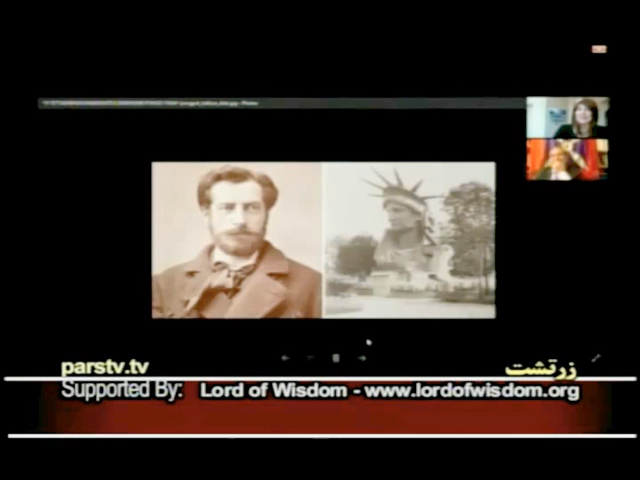 parstv.tv
زرتشت
Supported By:
Lord of Wisdom - www.lordofwisdom.org